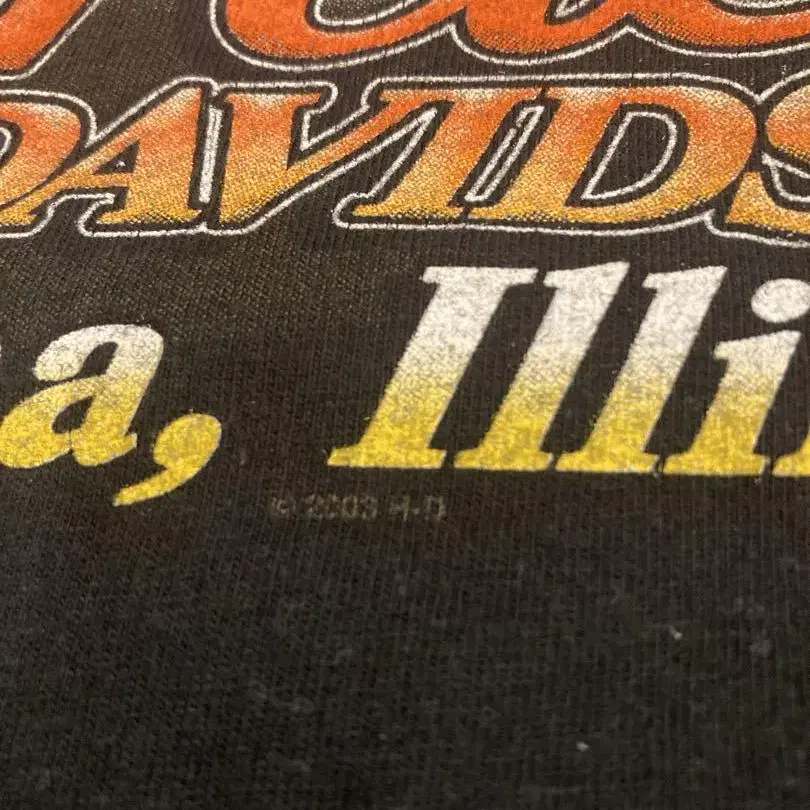 DAVIDS
a, Illi
© 2003 H-D